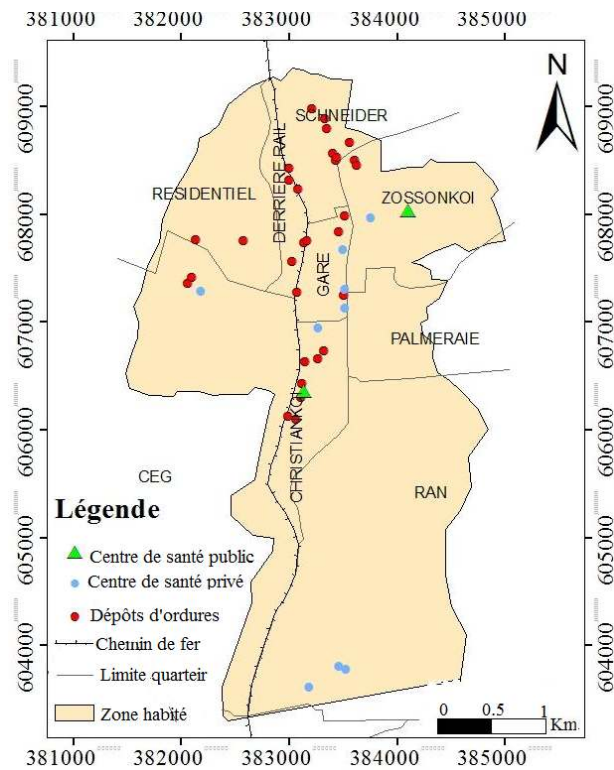 381000 382000 383000 384000 385000
N
609000 609000
SCHNEIDER
DERRIERE RAIL
RESIDENTIEL
ZOSSONKOI
608000 608000
GARE
607000 607000
PALMERAIE
CHRISTIANKOI
606000 606000
CEG
RAN
Légende
Centre de santé public
605000 605000
Centre de santé privé
Dépôts d'ordures
Chemin de fer
604000 604000
Limite quarteir
Zone habité
0 0.5 1
Km
381000 382000 383000 384000 385000